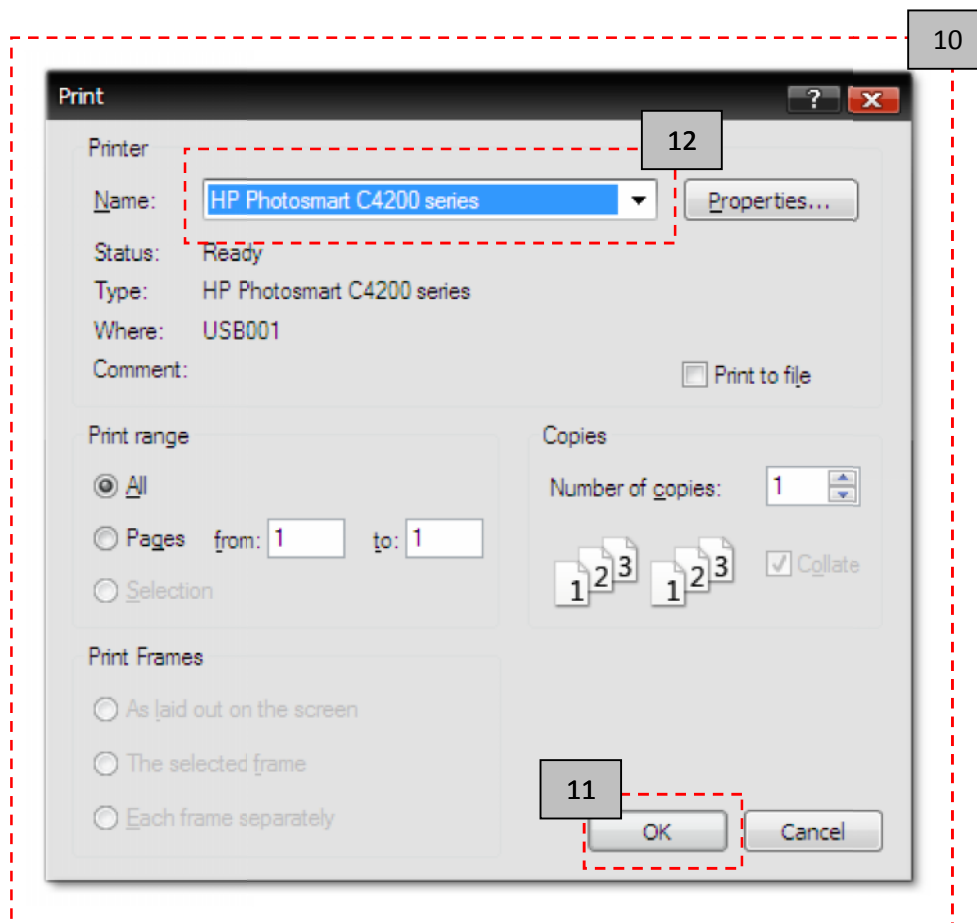 10
Print
?
Printer
12
Name: HP Photosmart C4200 series Properties...
Status: Ready
Type: HP Photosmart C4200 series
Where: USB001
Comment:
Print to file
Print range
All
Pages from: 1 to: 1
Selection
Copies
Number of copies: 1
1 2 3 1 2 3
Collate
Print Frames
As laid out on the screen
The selected frame
Each frame separately
11
OK Cancel